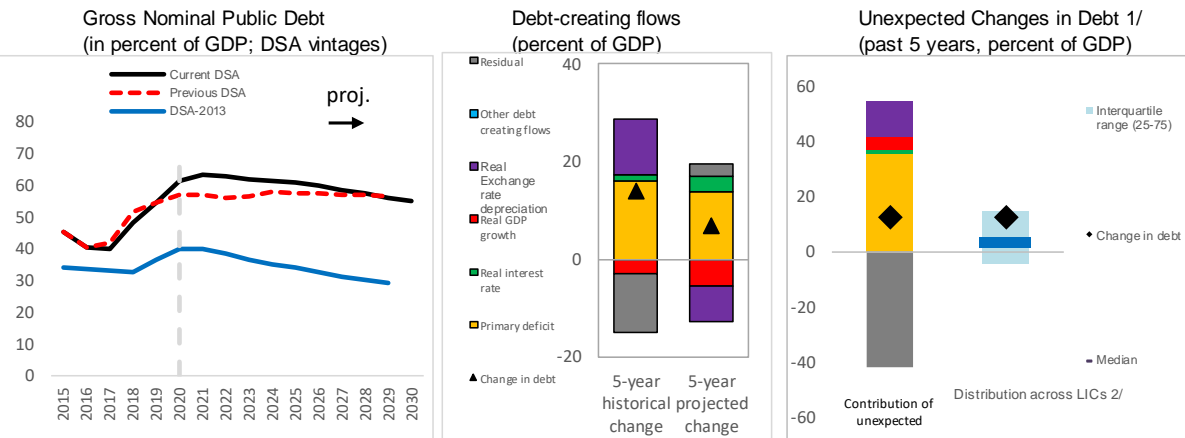 Gross Nominal Public Debt
(in percent of GDP; DSA vintages)
Current DSA
Previous DSA
DSA-2013
proj.
80
70
60
50
40
30
20
10
0
2015
2016
2017
2018
2019
2020
2021
2022
2023
2024
2025
2026
2027
2028
2029
2030
Debt-creating flows
(percent of GDP)
Residual
Other debt
creating flows
Real
Exchange
rate
depreciation
Real GDP
growth
Real interest
rate
Primary deficit
Change in debt
40
20
0
-20
5-year
historical
change
5-year
projected
change
Unexpected Changes in Debt 1/
(past 5 years, percent of GDP)
60
40
20
0
-20
-40
-60
Interquartile
range (25-75)
Change in debt
Median
Contribution of
unexpected
Distribution across LICs 2/